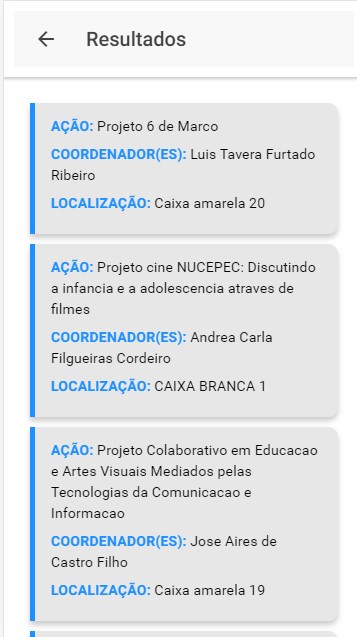 Resultados
AÇÃO: Projeto 6 de Marco
COORDENADOR(ES): Luis Tavera Furtado
Ribeiro
LOCALIZAÇÃO: Caixa amarela 20
AÇÃO: Projeto cine NUCEPEC: Discutindo
a infancia e a adolescencia atraves de
filmes
COORDENADOR(ES): Andrea Carla
Filgueiras Cordeiro
LOCALIZAÇÃO: CAIXA BRANCA 1
AÇÃO: Projeto Colaborativo em Educacao
e Artes Visuais Mediados pelas
Tecnologias da Comunicacao e
Informacao
COORDENADOR(ES): Jose Aires de
Castro Filho
LOCALIZAÇÃO: Caixa amarela 19